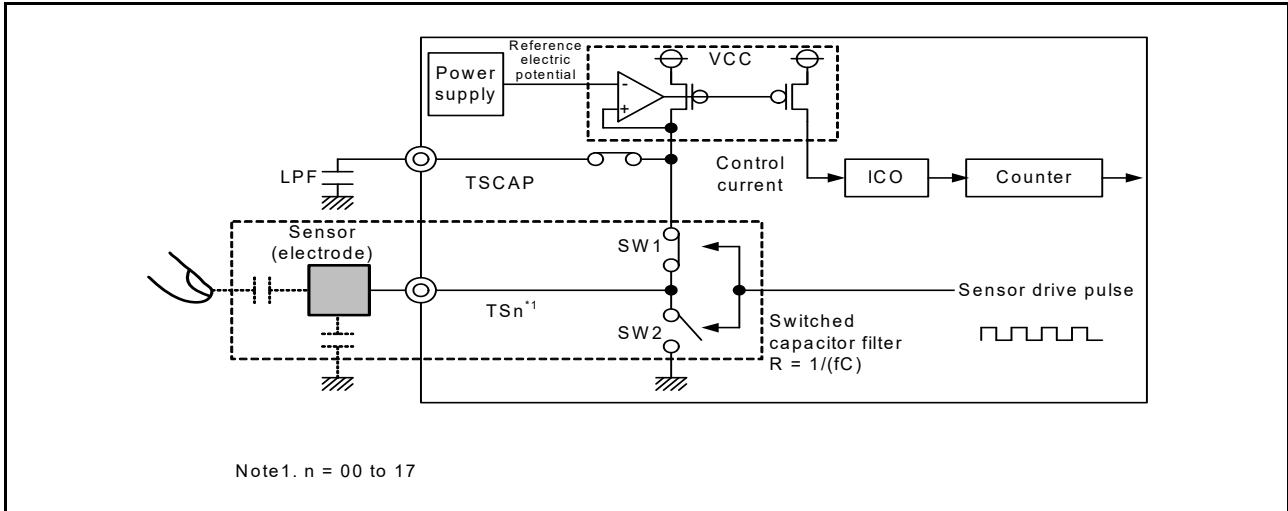 Reference
electric
potential
VCC
Power
supply
-
+
LPF
TSCAP
Control
current
ICO
Counter
Sensor
(electrode)
SW1
TSn*1
Sensor drive pulse
SW2
Switched
capacitor filter
R = 1/(fC)
Note1. n = 00 to 17